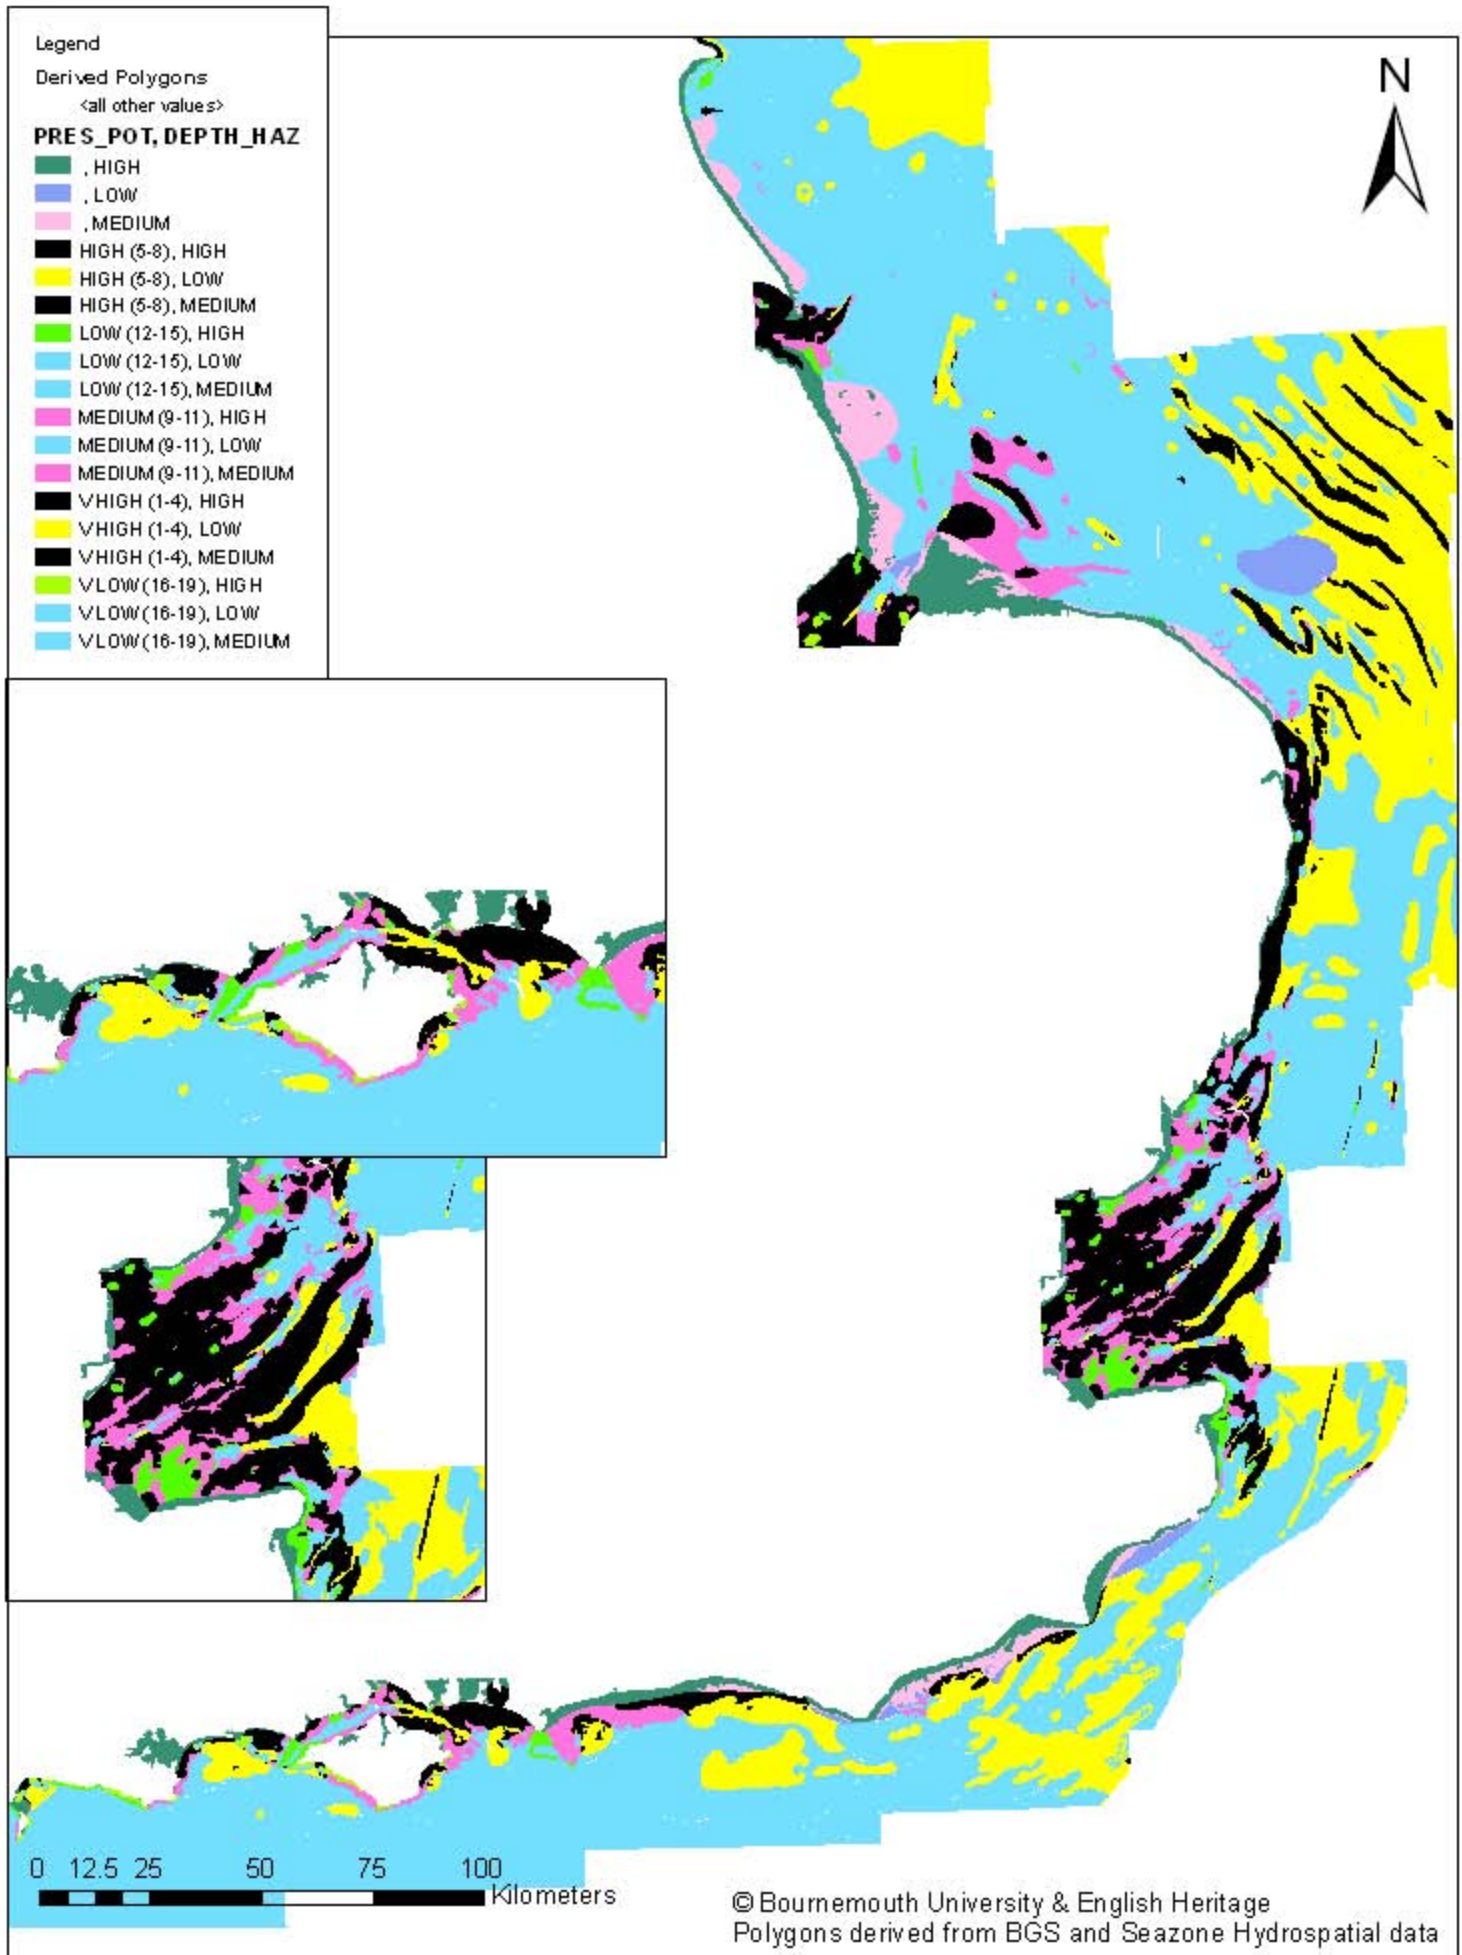 Legend
Derived Polygons
<all other values>
PRES_POT, DEPTH_HAZ
, HIGH
, LOW
, MEDIUM
HIGH (5-8), HIGH
HIGH (5-8), LOW
HIGH (5-8), MEDIUM
LOW (12-15), HIGH
LOW (12-15), LOW
LOW (12-15), MEDIUM
MEDIUM (9-11), HIGH
MEDIUM (9-11), LOW
MEDIUM (9-11), MEDIUM
VHIGH (1-4), HIGH
VHIGH (1-4), LOW
VHIGH (1-4), MEDIUM
VLOW (16-19), HIGH
VLOW (16-19), LOW
VLOW (16-19), MEDIUM
N
0 12.5 25 50 75 100
Kilometers
© Bournemouth University & English Heritage
Polygons derived from BGS and Seazone Hydrospatial data